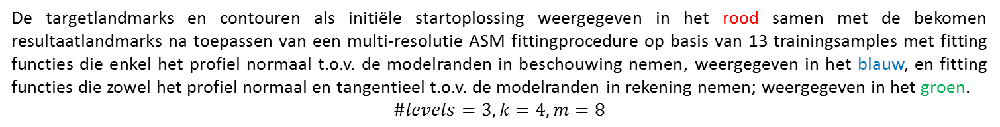 De targetlandmarks en contouren als initiële startoplossing weergegeven in het rood samen met de bekomen
resultaatlandmarks na toepassen van een multi-resolutie ASM fittingprocedure op basis van 13 trainingsamples met fitting
functies die enkel het profiel normaal t.o.v. de modelranden in beschouwing nemen, weergegeven in het blauw, en fitting
functies die zowel het profiel normaal en tangentieel t.o.v. de modelranden in rekening nemen; weergegeven in het groen.
#levels = 3, k = 4, m = 8